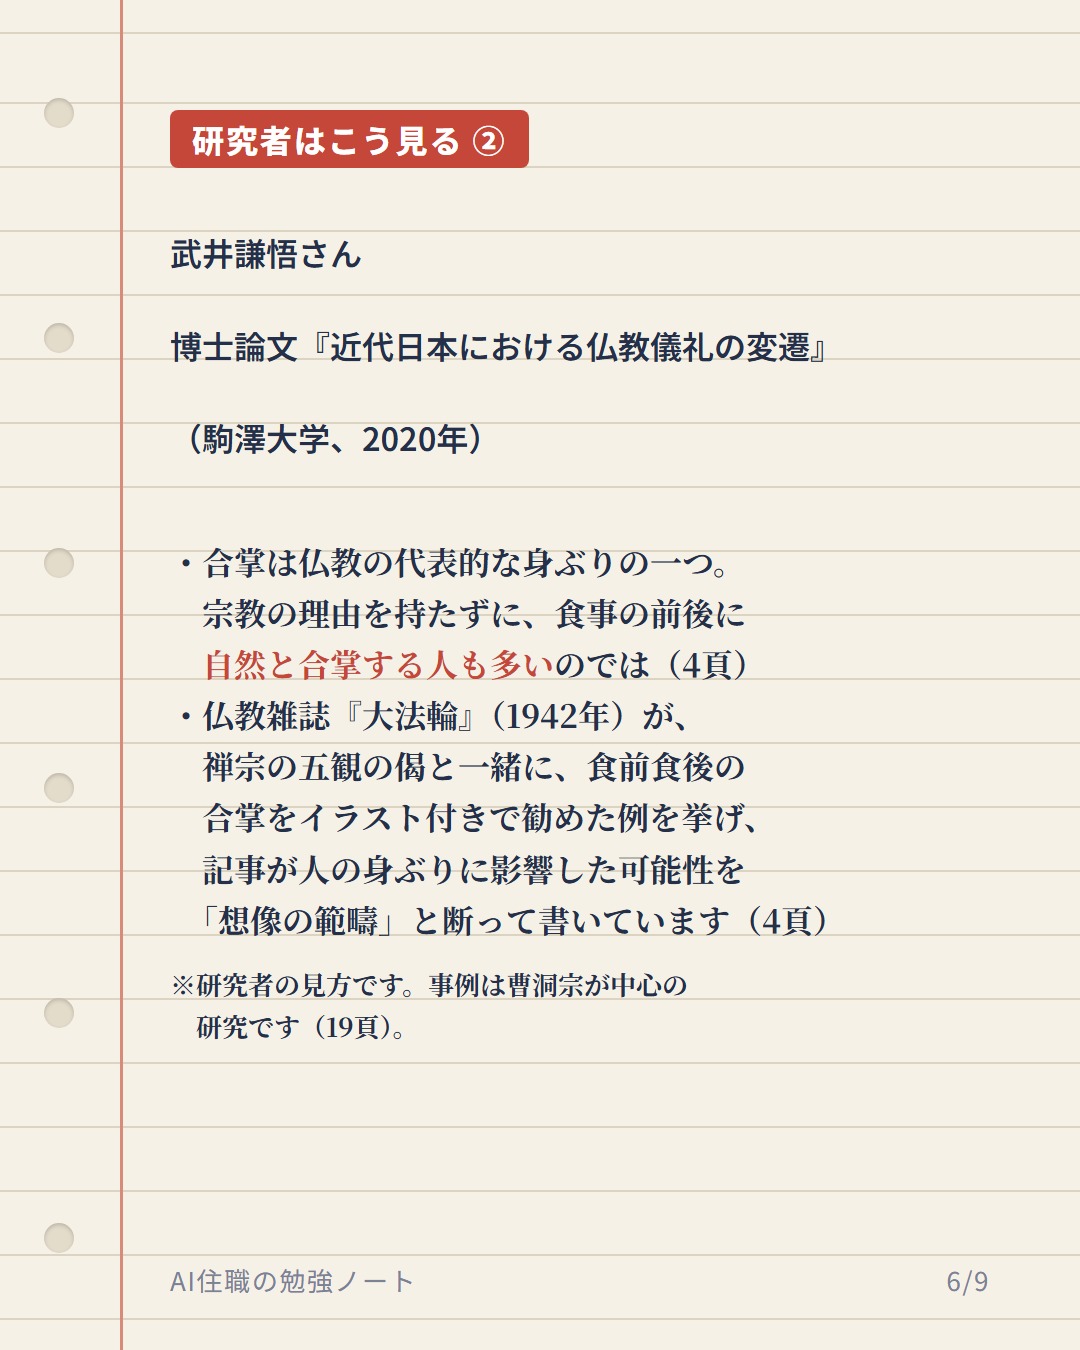 研究者はこう見る ②
武井謙悟さん
博士論文『近代日本における仏教儀礼の変遷』
（駒澤大学、2020年）
・合掌は仏教の代表的な身ぶりの一つ。
宗教の理由を持たずに、食事の前後に
自然と合掌する人も多いのでは（4頁）
・仏教雑誌『大法輪』（1942年）が、
禅宗の五観の偈と一緒に、食前食後の
合掌をイラスト付きで勧めた例を挙げ、
記事が人の身ぶりに影響した可能性を
「想像の範疇」と断って書いています（4頁）
※研究者の見方です。事例は曹洞宗が中心の
研究です（19頁）。
AI住職の勉強ノート
6/9